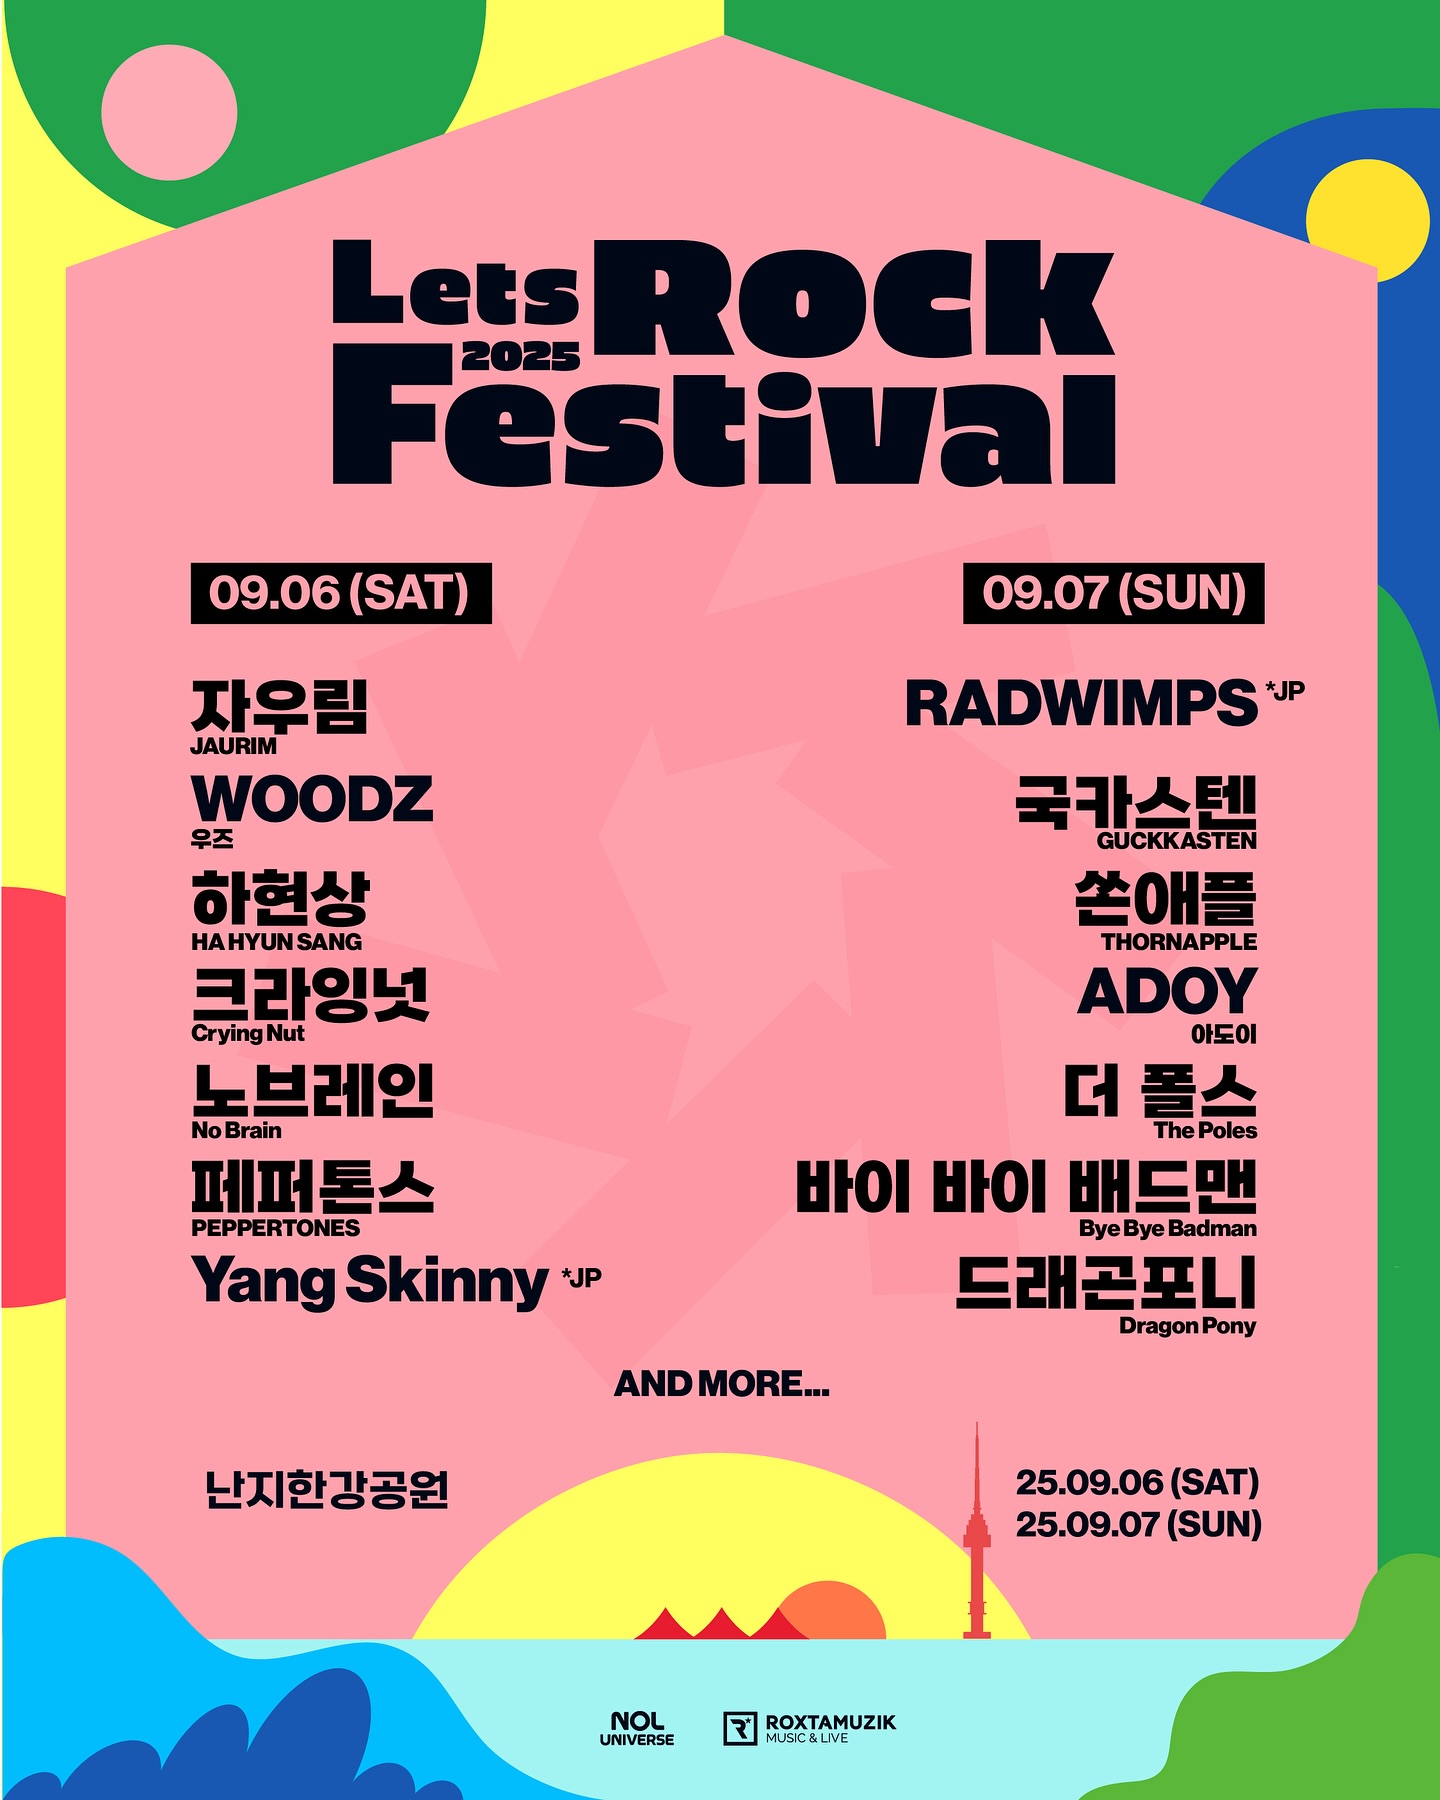 Lets Rock
2025
Festival
09.06 (SAT)
자우림
JAURIM
WOODZ
우즈
하현상
HA HYUN SANG
크라잉넛
Crying Nut
노브레인
No Brain
페퍼톤스
PEPPERTONES
Yang Skinny *JP
09.07 (SUN)
RADWIMPS *JP
국카스텐
GUCKKASTEN
쏜애플
THORNAPPLE
ADOY
아도이
더 폴스
The Poles
바이 바이 배드맨
Bye Bye Badman
드래곤포니
Dragon Pony
AND MORE...
난지한강공원
25.09.06 (SAT)
25.09.07 (SUN)
NOL
UNIVERSE
ROXTAMUZIK
MUSIC & LIVE